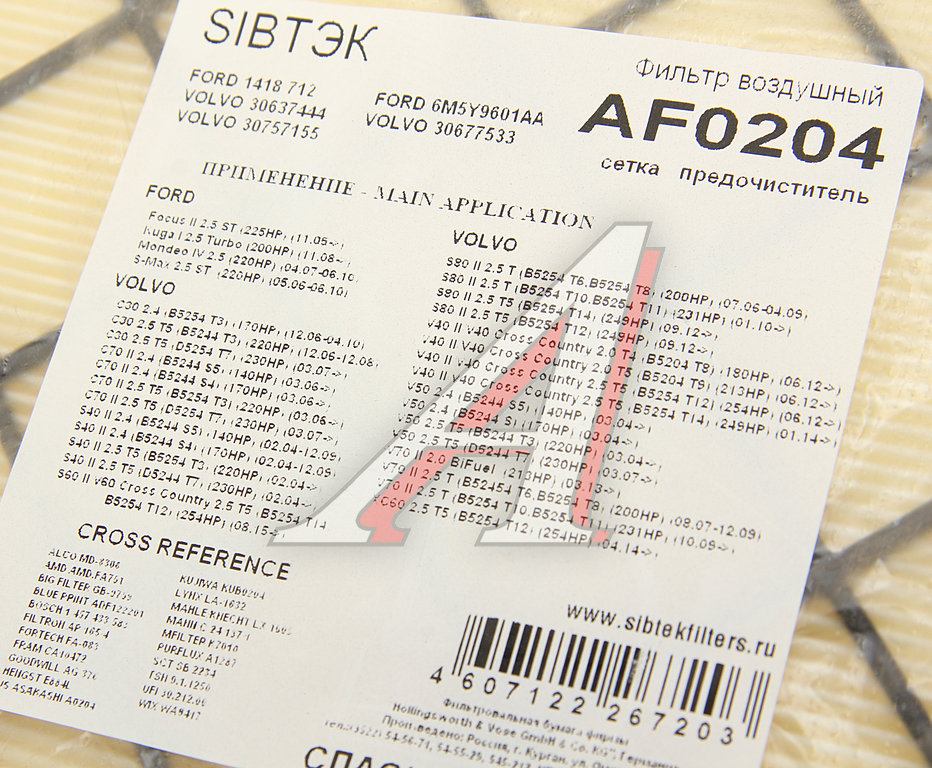 SIBТЭК
FORD 1418 712
VOLVO 30637444
VOLVO 30757155
FORD 6M5Y9601AA
VOLVO 30677533
Фильтр воздушный
AF0204
сетка предочиститель
ПРИМЕНЕНИЕ - MAIN APPLICATION
FORD
Focus II 2.5 ST (225HP) (11.05->)
Kuga I 2.5 Turbo (200HP) (11.08->)
Mondeo IV 2.5 (220HP) (04.07-06.10)
S-Max 2.5 ST (220HP) (05.06-06.10)
VOLVO
C30 2.4 (B5254 T3) (170HP) (12.06-04.10)
C30 2.5 T5 (B5244 T3) (220HP) (12.06-12.08)
C30 2.5 T5 (D5254 T7) (230HP) (03.07->)
C70 II 2.4 (B5244 S5) (140HP) (03.06->)
C70 II 2.4 (B5244 S4) (170HP) (03.06->)
C70 II 2.5 T5 (B5254 T3) (220HP) (03.06->)
C70 II 2.5 T5 (D5254 T7) (230HP) (03.07->)
S40 II 2.4 (B5244 S5) (140HP) (02.04-12.09)
S40 II 2.4 (B5244 S4) (170HP) (02.04-12.09)
S40 II 2.5 T5 (B5254 T3) (220HP) (02.04->)
S40 II 2.5 T5 (D5254 T7) (230HP) (02.04->)
S60 II V60 Cross Country 2.5 T5 (B5254 T14
B5254 T12) (254HP) (08.15->)
VOLVO
S80 II 2.5 T (B5254 T6.B5254 T8) (200HP) (07.06-04.09)
S80 II 2.5 T (B5254 T10.B5254 T11) (231HP) (01.10->)
S80 II 2.5 T5 (B5254 T14) (249HP) (09.12->)
S80 II 2.5 T5 (B5254 T12) (249HP) (09.12->)
V40 II V40 Cross Country 2.0 T4 (B5204 T8) (180HP) (06.12->)
V40 II V40 Cross Country 2.0 T5 (B5204 T9) (213HP) (06.12->)
V40 II V40 Cross Country 2.5 T5 (B5254 T12) (254HP) (06.12->)
V40 II V40 Cross Country 2.5 T5 (B5254 T14) (249HP) (01.14->)
V50 2.4 (B5244 S5) (140HP) (03.04->)
V50 2.4 (B5244 S4) (170HP) (03.04->)
V50 2.5 T5 (B5244 T3) (220HP) (03.04->)
V50 2.5 T5 (D5244 T7) (230HP) (03.07->)
V70 II 2.0 BiFuel (217HP) (03.13->)
V70 II 2.5 T (B52454 T6.B5254 T8) (200HP) (08.07-12.09)
V70 II 2.5 T (B5254 T10.B5254 T11) (231HP) (10.09->)
XC60 2.5 T5 (B5254 T12) (254HP) (04.14->)
CROSS REFERENCE
ALCO MD-8306
AMD AMD.FA751
BIG FILTER GB-9759
BLUE PRINT ADF122201
BOSCH 1 457 433
FILTRON AP 165
FORTECH FA-083
FRAM CA10472
GOODWILL AG 376
HENGST E684L
JS ASAKASHI A0204
KUJIWA KUB0204
LYNX LA-1632
MAHLE KNECHT LX 1805
MANN C 24 137
MFILTER K7010
PURFLUX A1287
SCT SB 2234
TSN 9.1.1256
UFI 30.212.00
WIX WA9417
www.sibtekfilters.ru
4 607122 267203
Фильтровальная бумага фирмы
Hollingsworth & Vose GmbH & Co. KG", Германия
Произведено: Россия, г. Курган, ул.